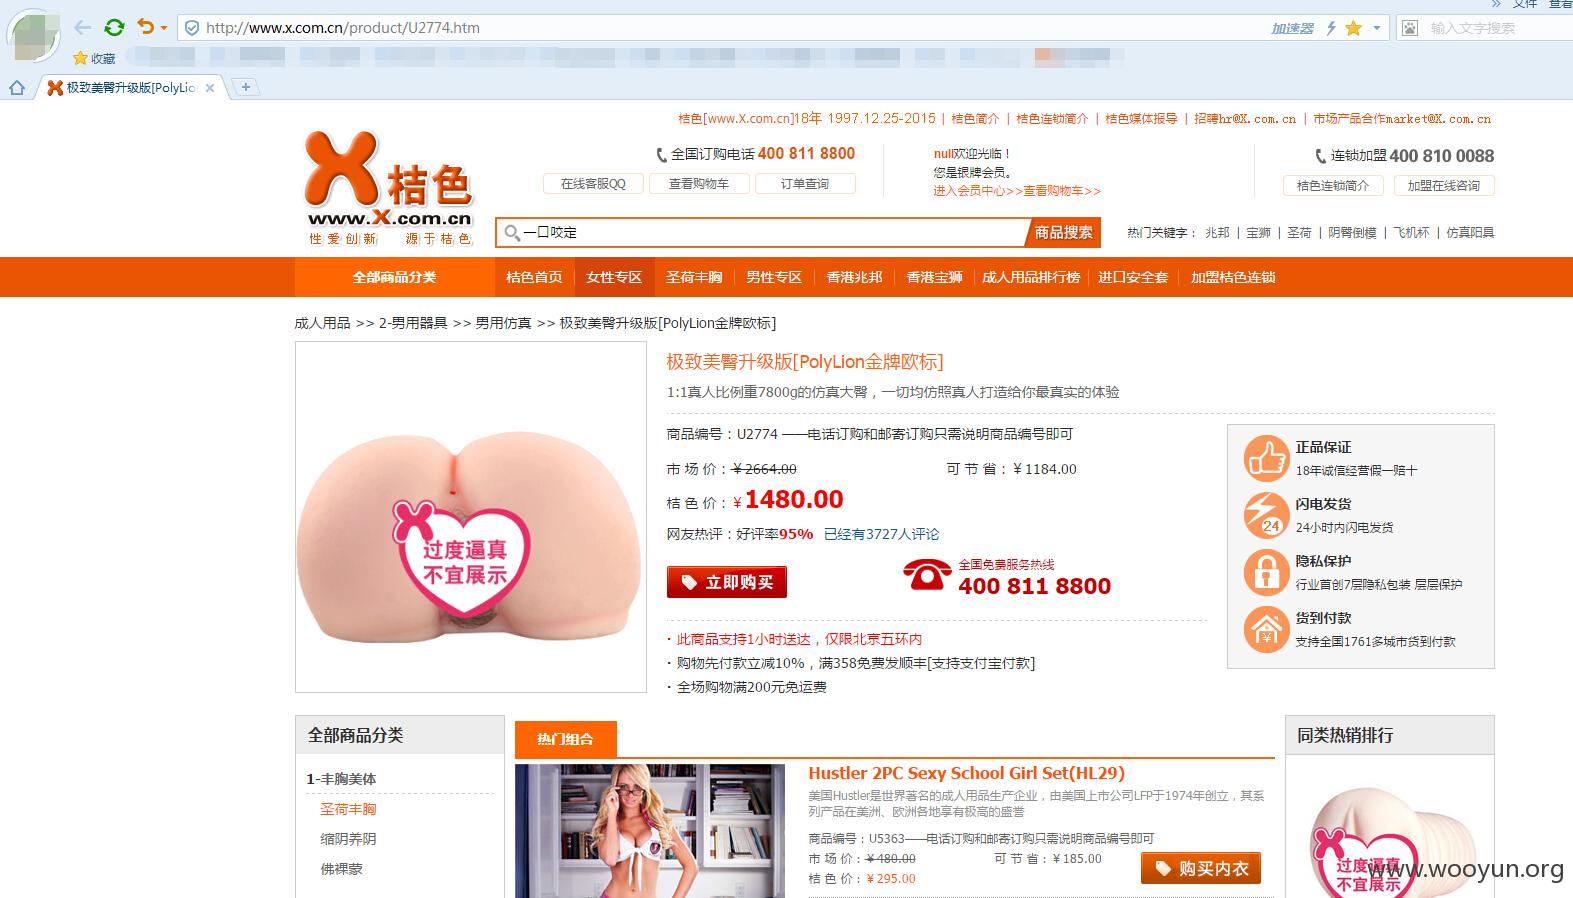 » 文件 查看
http://www.x.com.cn/product/U2774.htm
加速器
输入文字搜索
收藏
极致美臀升级版[PolyLio
桔色[www.X.com.cn]18年 1997.12.25-2015 | 桔色简介 | 桔色连锁简介 | 桔色媒体报导 | 招聘hr@X.com.cn | 市场产品合作market@X.com.cn
桔色
www.X.com.cn
性爱创新 源于桔色
全国订购电话 400 811 8800
在线客服QQ 查看购物车 订单查询
null欢迎光临！
您是银牌会员。
进入会员中心>>查看购物车>>
连锁加盟 400 810 0088
桔色连锁简介 加盟在线咨询
一口咬定
商品搜索
热门关键字： 兆邦 | 宝狮 | 圣荷 | 阴臀倒模 | 飞机杯 | 仿真阳具
全部商品分类 桔色首页 女性专区 圣荷丰胸 男性专区 香港兆邦 香港宝狮 成人用品排行榜 进口安全套 加盟桔色连锁
成人用品 >> 2-男用器具 >> 男用仿真 >> 极致美臀升级版[PolyLion金牌欧标]
过度逼真
不宜展示
极致美臀升级版[PolyLion金牌欧标]
1:1真人比例重7800g的仿真大臀，一切均仿照真人打造给你最真实的体验
商品编号：U2774 ——电话订购和邮寄订购只需说明商品编号即可
市 场 价：￥2664.00 可 节 省：￥1184.00
桔 色 价：￥1480.00
网友热评：好评率95% 已经有3727人评论
立即购买
全国免费服务热线
400 811 8800
· 此商品支持1小时送达，仅限北京五环内
· 购物先付款立减10%，满358免费发顺丰[支持支付宝付款]
· 全场购物满200元免运费
正品保证
18年诚信经营假一赔十
24
闪电发货
24小时内闪电发货
隐私保护
行业首创7层隐私包装 层层保护
货到付款
支持全国1761多城市货到付款
全部商品分类
1-丰胸美体
圣荷丰胸
缩阴养阴
佛裸蒙
热门组合
Hustler 2PC Sexy School Girl Set(HL29)
美国Hustler是世界著名的成人用品生产企业，由美国上市公司LFP于1974年创立，其系
列产品在美洲、欧洲各地享有极高的盛誉
商品编号：U5363——电话订购和邮寄订购只需说明商品编号即可
市 场 价：￥480.00 可 节 省：￥185.00
桔 色 价：￥295.00
购买内衣
同类热销排行
过度逼真
不宜展示
www.wooyun.org